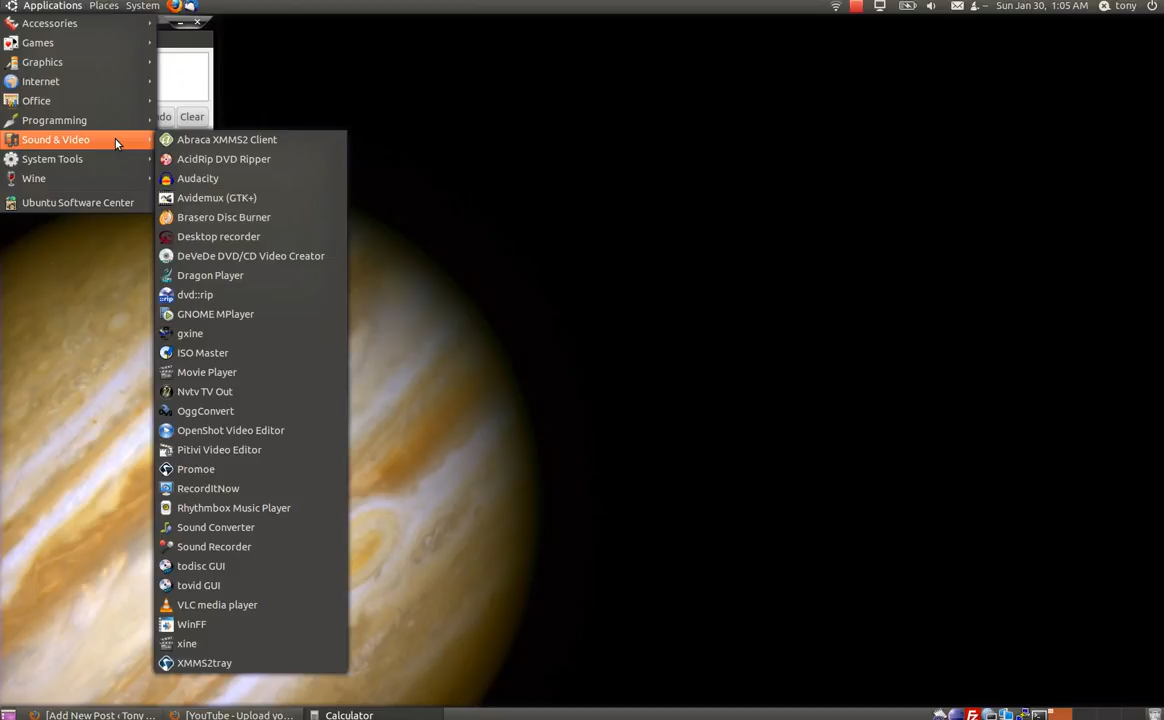 Applications Places System
Sun Jan 30, 1:05 AM tony
Accessories
Games
Graphics
Internet
Office
Programming
Sound & Video
System Tools
Wine
Ubuntu Software Center
Clear
Abraca XMMS2 Client
AcidRip DVD Ripper
Audacity
Avidemux (GTK+)
Brasero Disc Burner
Desktop recorder
DeVeDe DVD/CD Video Creator
Dragon Player
dvd::rip
GNOME MPlayer
gxine
ISO Master
Movie Player
Nvtv TV Out
OggConvert
OpenShot Video Editor
Pitivi Video Editor
Promoe
RecordItNow
Rhythmbox Music Player
Sound Converter
Sound Recorder
todisc GUI
tovid GUI
VLC media player
WinFF
xine
XMMS2tray
[Add New Post ‹ Tony ... [YouTube - Upload yo... Calculator